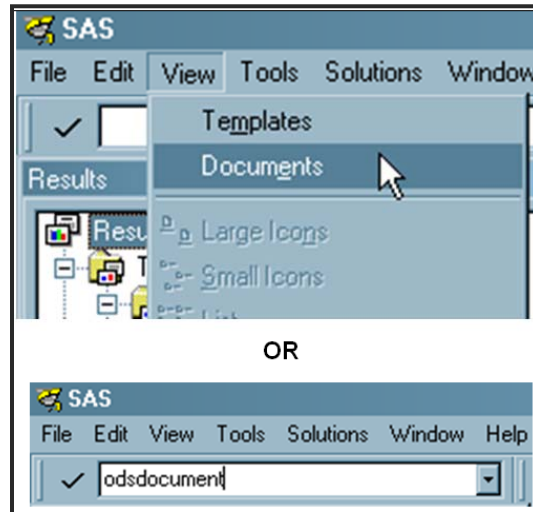 SAS
File Edit View Tools Solutions Window
Templates
Documents
Results
Large Icons
Small Icons
List
OR
SAS
File Edit View Tools Solutions Window Help
odsdocument